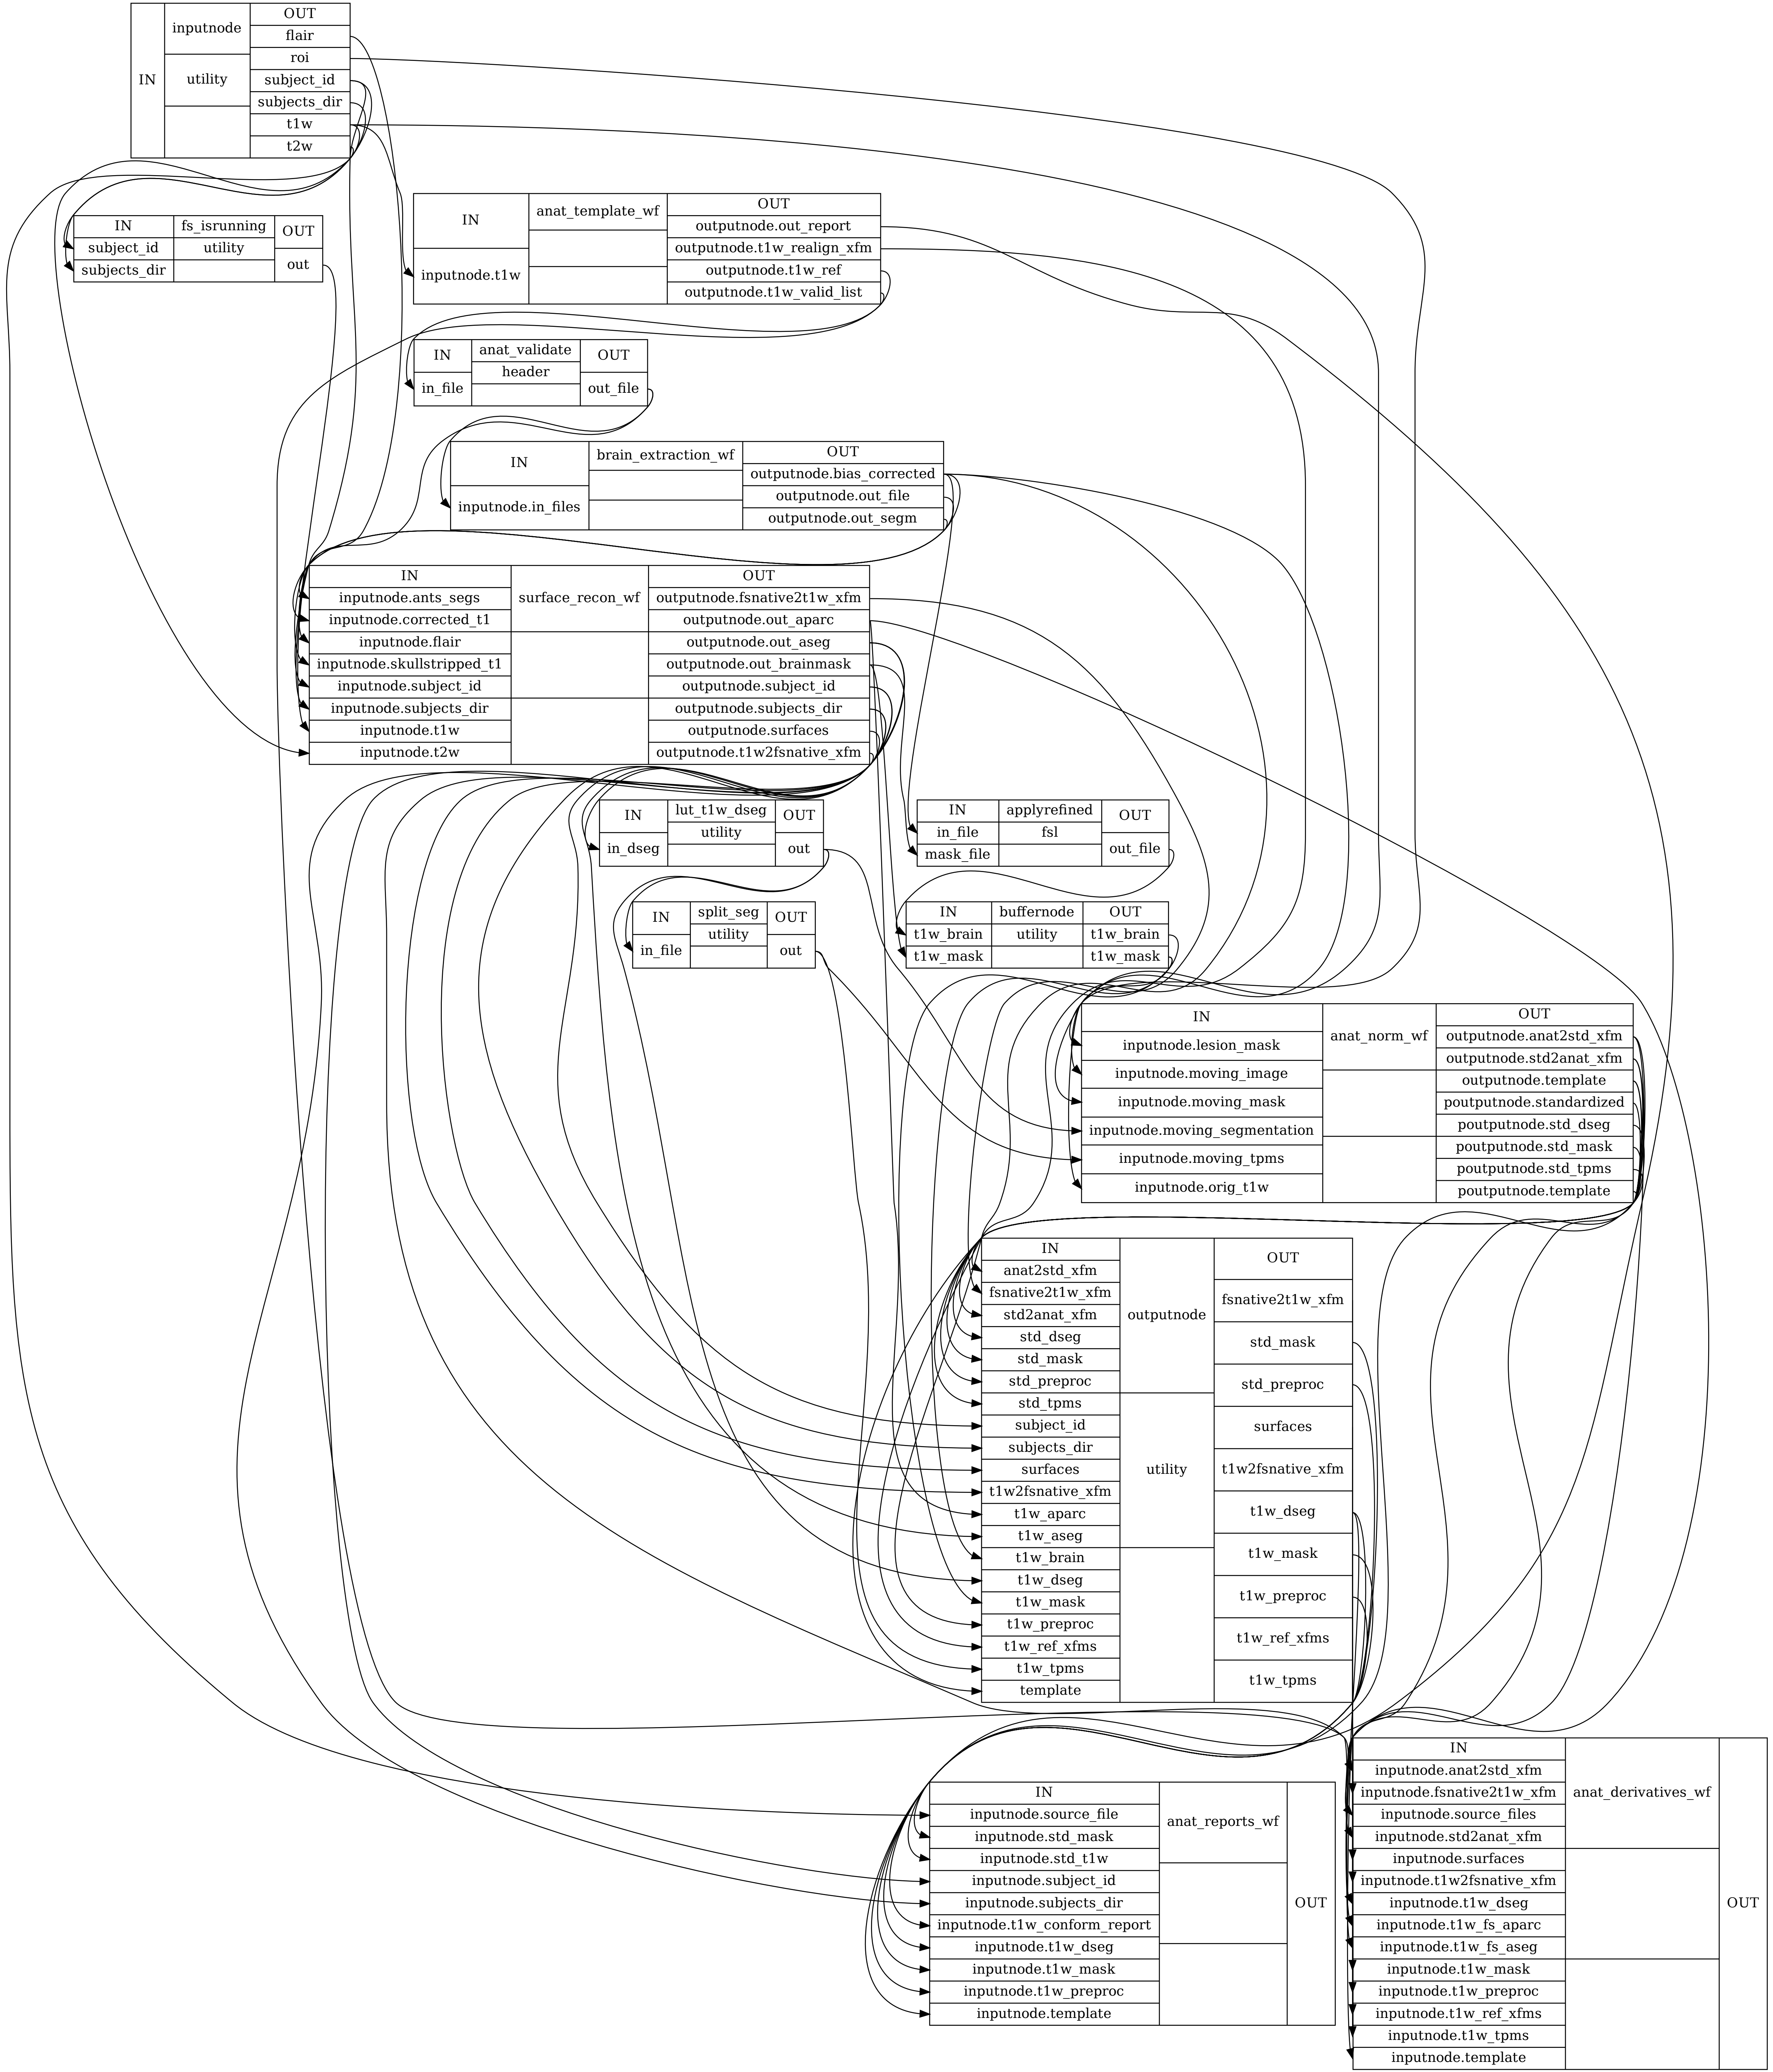 IN
inputnode
utility
OUT
flair
roi
subject_id
subjects_dir
t1w
t2w
IN
subject_id
subjects_dir
fs_isrunning
utility
OUT
out
IN
inputnode.t1w
anat_template_wf
OUT
outputnode.out_report
outputnode.t1w_realign_xfm
outputnode.t1w_ref
outputnode.t1w_valid_list
IN
in_file
anat_validate
header
OUT
out_file
IN
inputnode.in_files
brain_extraction_wf
OUT
outputnode.bias_corrected
outputnode.out_file
outputnode.out_segm
IN
inputnode.ants_segs
inputnode.corrected_t1
inputnode.flair
inputnode.skullstripped_t1
inputnode.subject_id
inputnode.subjects_dir
inputnode.t1w
inputnode.t2w
surface_recon_wf
OUT
outputnode.fsnative2t1w_xfm
outputnode.out_aparc
outputnode.out_aseg
outputnode.out_brainmask
outputnode.subject_id
outputnode.subjects_dir
outputnode.surfaces
outputnode.t1w2fsnative_xfm
IN
in_dseg
lut_t1w_dseg
utility
OUT
out
IN
in_file
mask_file
applyrefined
fsl
OUT
out_file
IN
in_file
split_seg
utility
OUT
out
IN
t1w_brain
t1w_mask
buffernode
utility
OUT
t1w_brain
t1w_mask
IN
inputnode.lesion_mask
inputnode.moving_image
inputnode.moving_mask
inputnode.moving_segmentation
inputnode.moving_tpms
inputnode.orig_t1w
anat_norm_wf
OUT
outputnode.anat2std_xfm
outputnode.std2anat_xfm
outputnode.template
poutputnode.standardized
poutputnode.std_dseg
poutputnode.std_mask
poutputnode.std_tpms
poutputnode.template
IN
anat2std_xfm
fsnative2t1w_xfm
std2anat_xfm
std_dseg
std_mask
std_preproc
std_tpms
subject_id
subjects_dir
surfaces
t1w2fsnative_xfm
t1w_aparc
t1w_aseg
t1w_brain
t1w_dseg
t1w_mask
t1w_preproc
t1w_ref_xfms
t1w_tpms
template
outputnode
utility
OUT
fsnative2t1w_xfm
std_mask
std_preproc
surfaces
t1w2fsnative_xfm
t1w_dseg
t1w_mask
t1w_preproc
t1w_ref_xfms
t1w_tpms
IN
inputnode.source_file
inputnode.std_mask
inputnode.std_t1w
inputnode.subject_id
inputnode.subjects_dir
inputnode.t1w_conform_report
inputnode.t1w_dseg
inputnode.t1w_mask
inputnode.t1w_preproc
inputnode.template
anat_reports_wf
OUT
IN
inputnode.anat2std_xfm
inputnode.fsnative2t1w_xfm
inputnode.source_files
inputnode.std2anat_xfm
inputnode.surfaces
inputnode.t1w2fsnative_xfm
inputnode.t1w_dseg
inputnode.t1w_fs_aparc
inputnode.t1w_fs_aseg
inputnode.t1w_mask
inputnode.t1w_preproc
inputnode.t1w_ref_xfms
inputnode.t1w_tpms
inputnode.template
anat_derivatives_wf
OUT